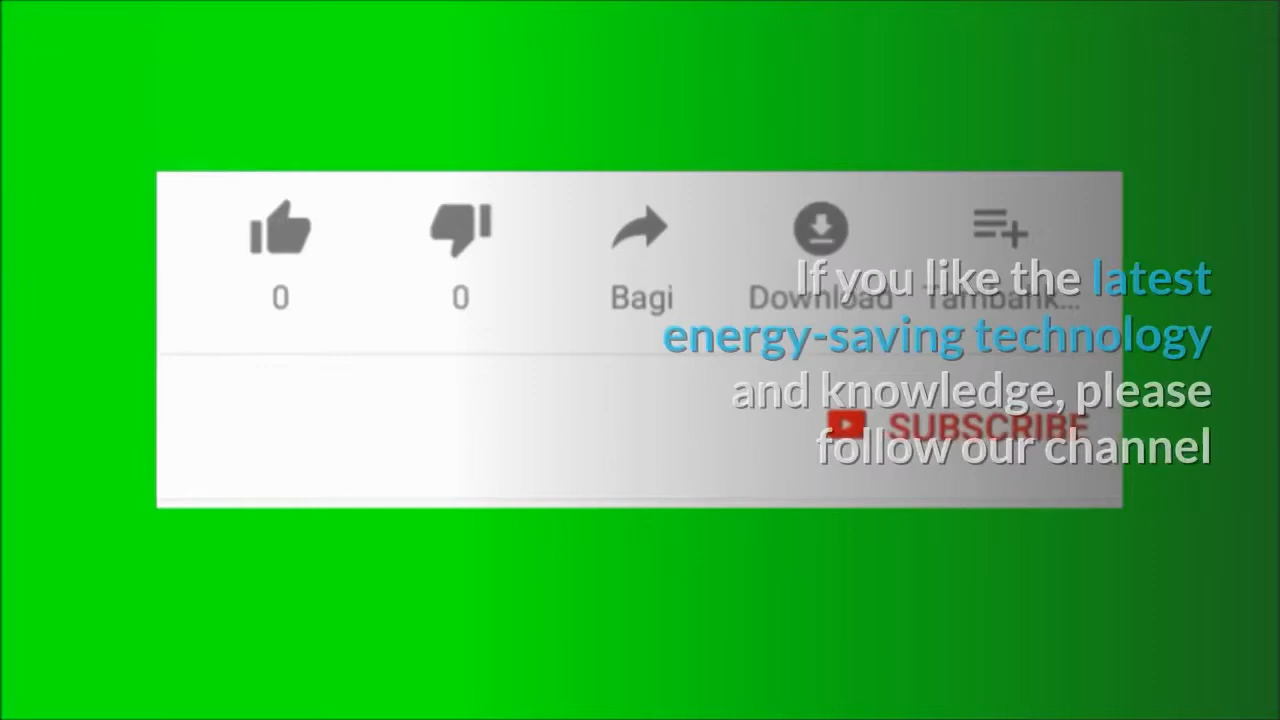 0
0
Bagi
Download
Tambahk...
If you like the latest
energy-saving technology
and knowledge, please
follow our channel
SUBSCRIBE